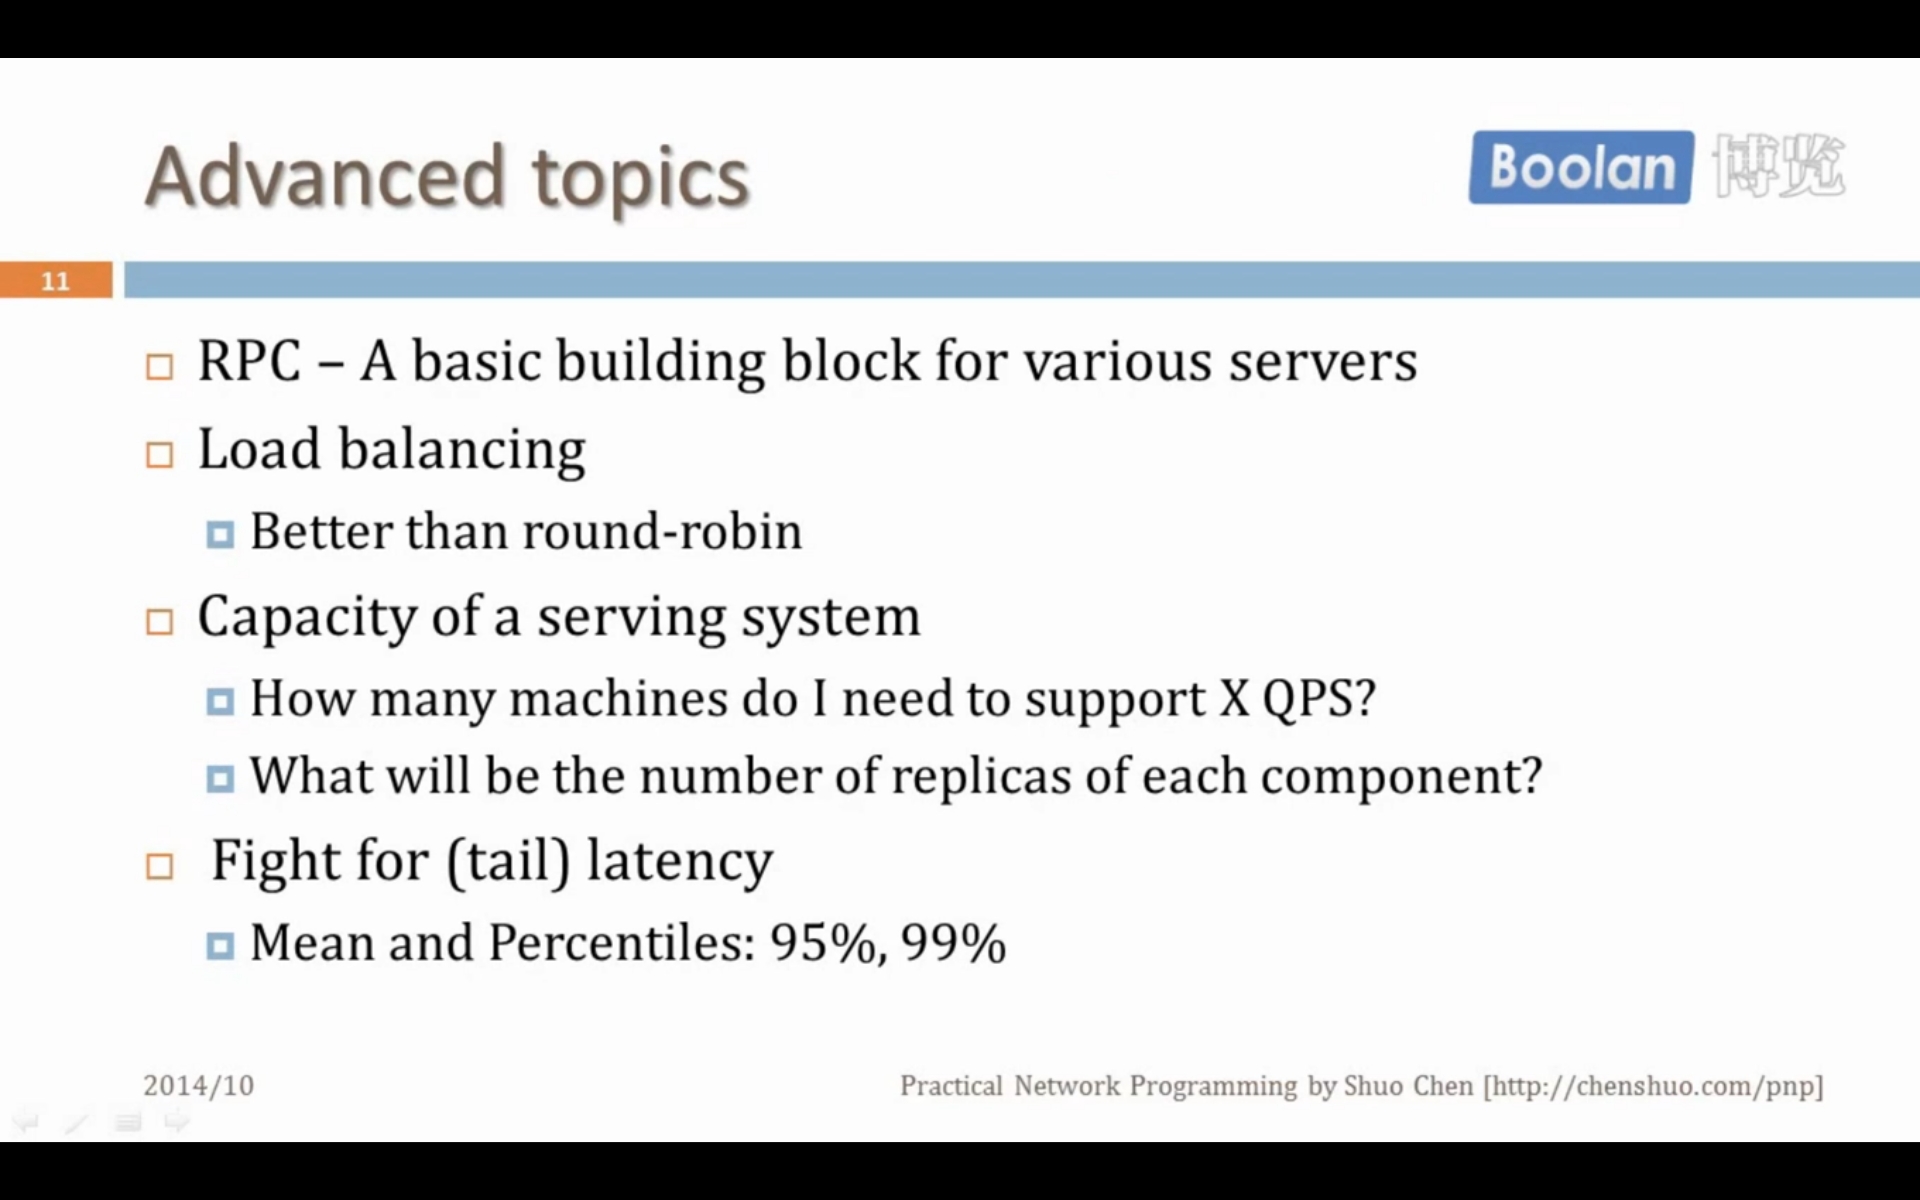 Advanced topics
Boolan 博览
11
RPC – A basic building block for various servers
Load balancing
Better than round-robin
Capacity of a serving system
How many machines do I need to support X QPS?
What will be the number of replicas of each component?
Fight for (tail) latency
Mean and Percentiles: 95%, 99%
2014/10
Practical Network Programming by Shuo Chen [http://chenshuo.com/pnp]